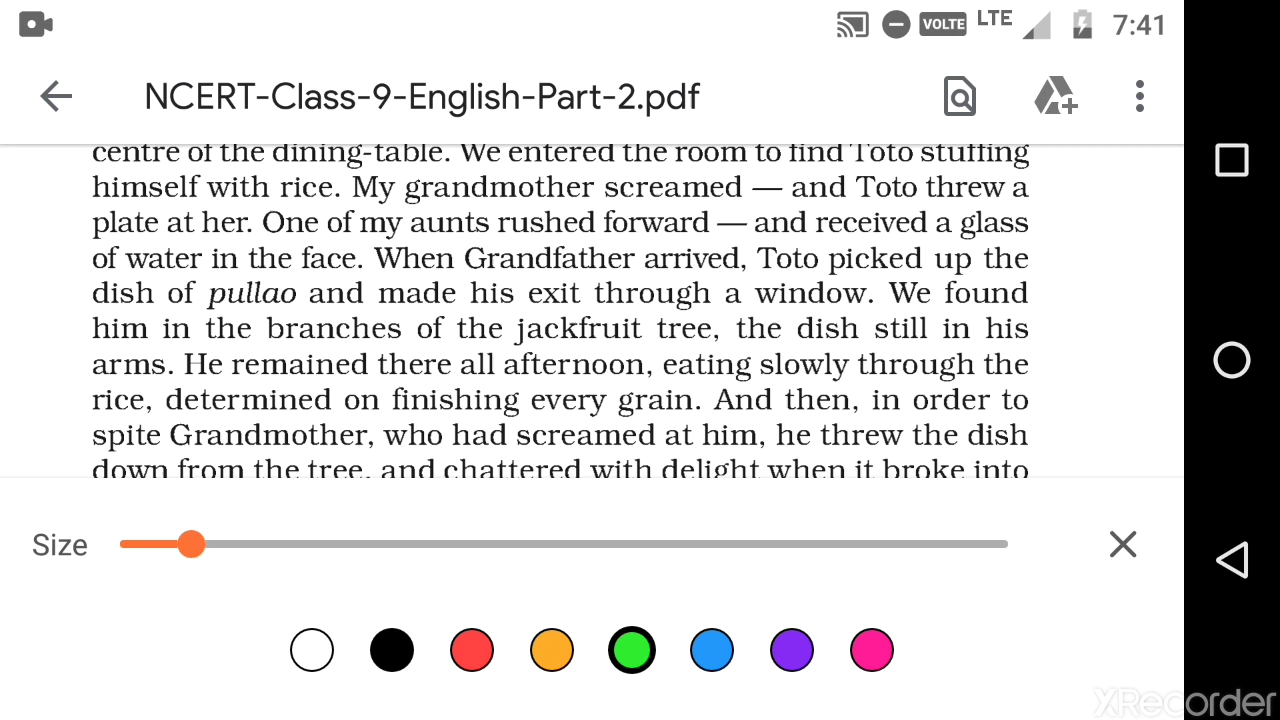 VOLTE LTE 7:41
NCERT-Class-9-English-Part-2.pdf
centre of the dining-table. We entered the room to find Toto stuffing
himself with rice. My grandmother screamed — and Toto threw a
plate at her. One of my aunts rushed forward — and received a glass
of water in the face. When Grandfather arrived, Toto picked up the
dish of pullao and made his exit through a window. We found
him in the branches of the jackfruit tree, the dish still in his
arms. He remained there all afternoon, eating slowly through the
rice, determined on finishing every grain. And then, in order to
spite Grandmother, who had screamed at him, he threw the dish
down from the tree, and chattered with delight when it broke into
Size
XRecorder